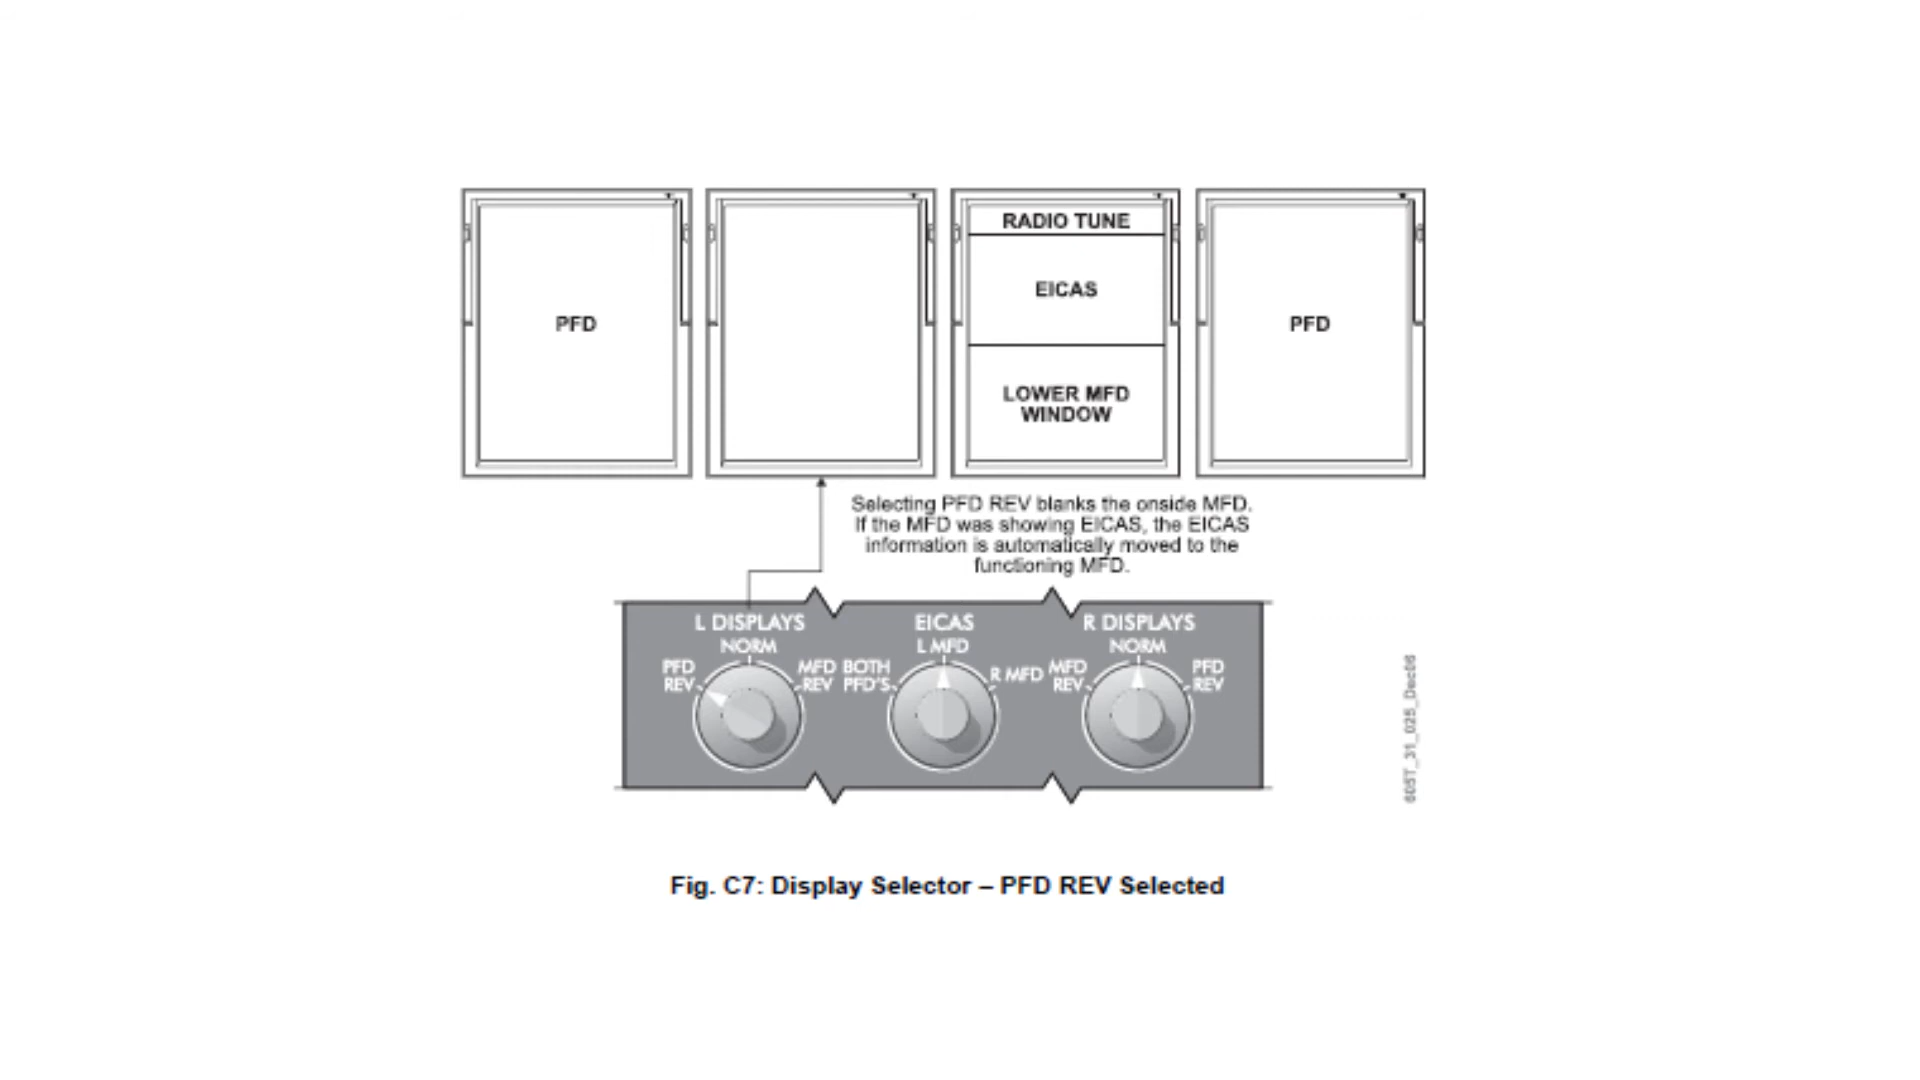 RADIO TUNE
EICAS
PFD
PFD
LOWER MFD
WINDOW
Selecting PFD REV blanks the onside MFD.
If the MFD was showing EICAS, the EICAS
information is automatically moved to the
functioning MFD.
L DISPLAYS
NORM
PFD
REV
MFD
REV
EICAS
L MFD
BOTH
PFD'S
R MFD
R DISPLAYS
NORM
MFD
REV
PFD
REV
605T_31_025_Dec06
Fig. C7: Display Selector – PFD REV Selected